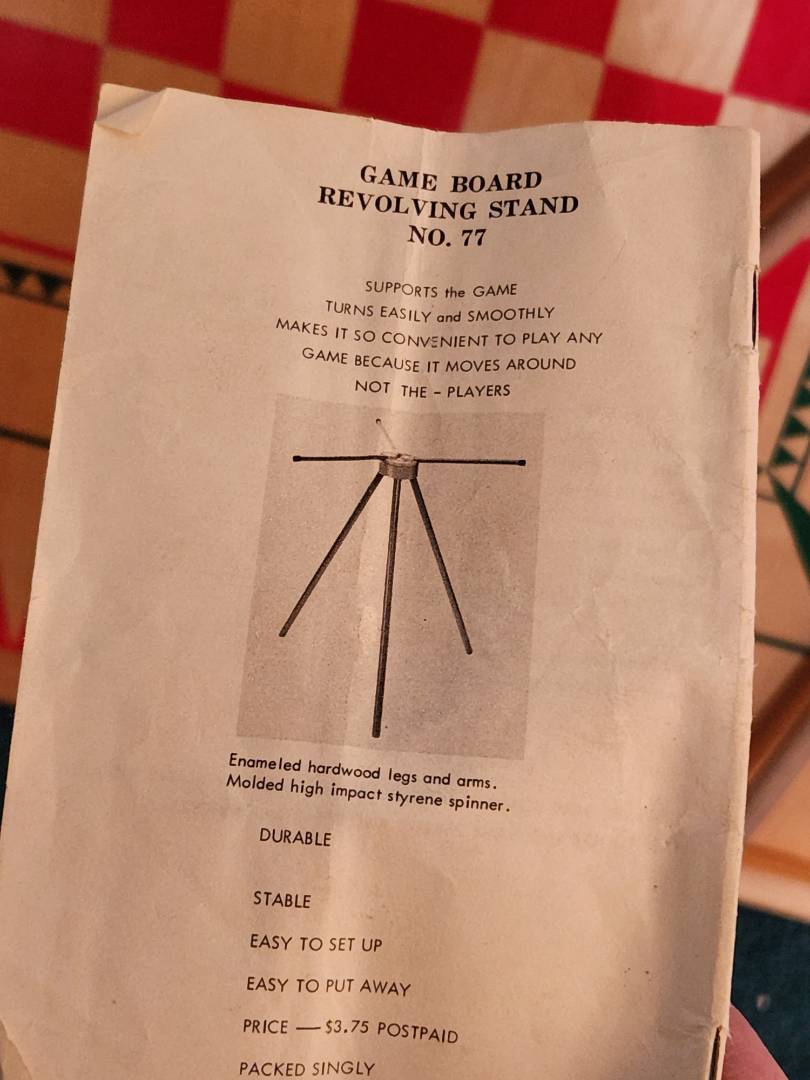 GAME BOARD
REVOLVING STAND
NO. 77
SUPPORTS the GAME
TURNS EASILY and SMOOTHLY
MAKES IT SO CONVENIENT TO PLAY ANY
GAME BECAUSE IT MOVES AROUND
NOT THE – PLAYERS
Enameled hardwood legs and arms.
Molded high impact styrene spinner.
DURABLE
STABLE
EASY TO SET UP
EASY TO PUT AWAY
PRICE — $3.75 POSTPAID
PACKED SINGLY